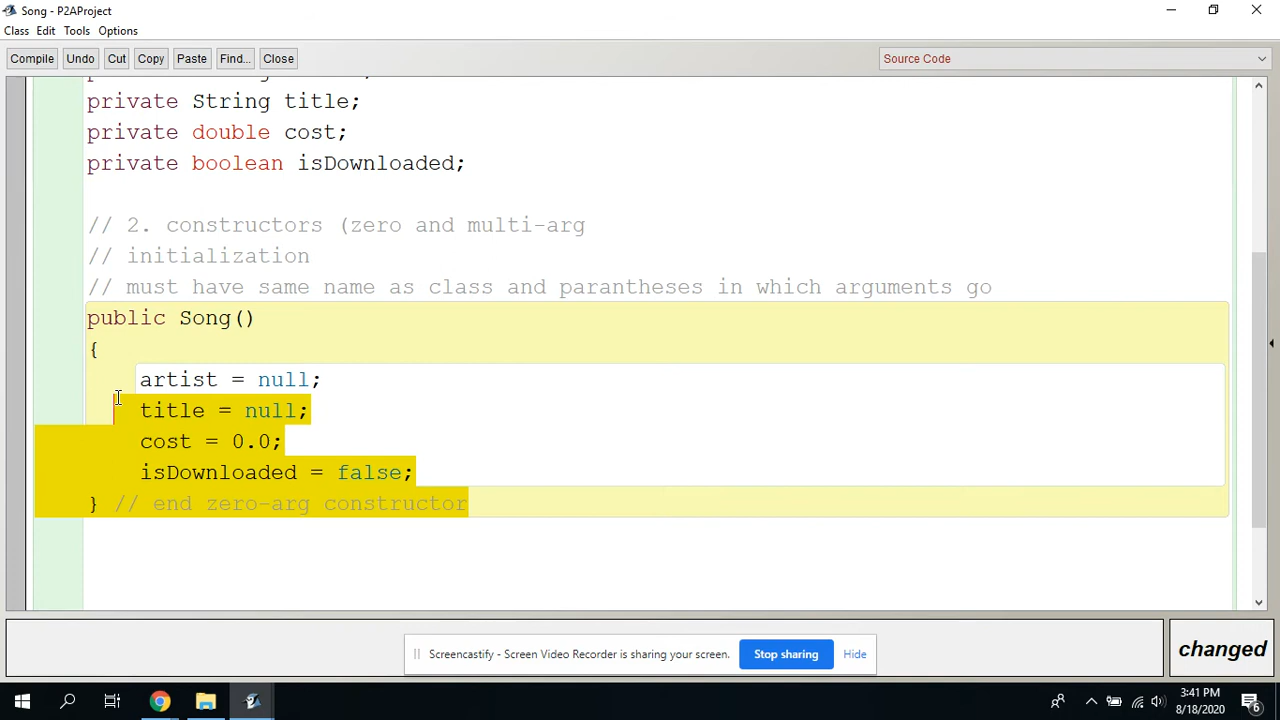 Song - P2AProject
Class Edit Tools Options
Compile Undo Cut Copy Paste Find... Close Source Code
private String title;
private double cost;
private boolean isDownloaded;
// 2. constructors (zero and multi-arg
// initialization
// must have same name as class and parantheses in which arguments go
public Song()
{
artist = null;
title = null;
cost = 0.0;
isDownloaded = false;
} // end zero-arg constructor
Screencastify - Screen Video Recorder is sharing your screen. Stop sharing Hide
changed
3:41 PM
8/18/2020
6